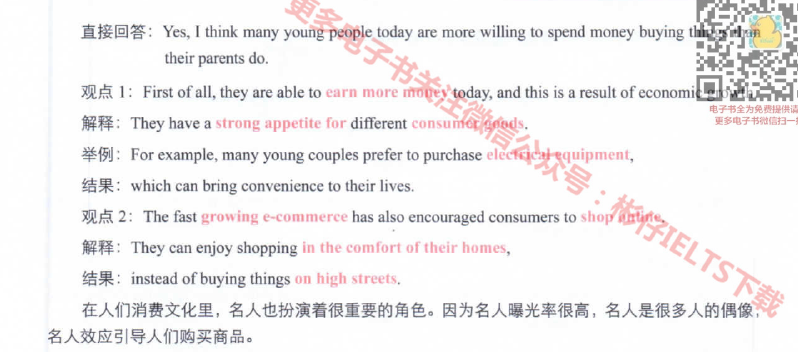 直接回答：Yes, I think many young people today are more willing to spend money buying things than
their parents do.
观点 1：First of all, they are able to earn more money today, and this is a result of economic growth.
电子书全为免费提供请
更多电子书微信扫一扫
解释：They have a strong appetite for different consumer goods.
举例：For example, many young couples prefer to purchase electrical equipment,
结果：which can bring convenience to their lives.
观点 2：The fast growing e-commerce has also encouraged consumers to shop online.
解释：They can enjoy shopping in the comfort of their homes,
结果：instead of buying things on high streets.
在人们消费文化里，名人也扮演着很重要的角色。因为名人曝光率很高，名人是很多人的偶像，
名人效应引导人们购买商品。
更多电子书关注微信公众号：彬仔IELTS下载